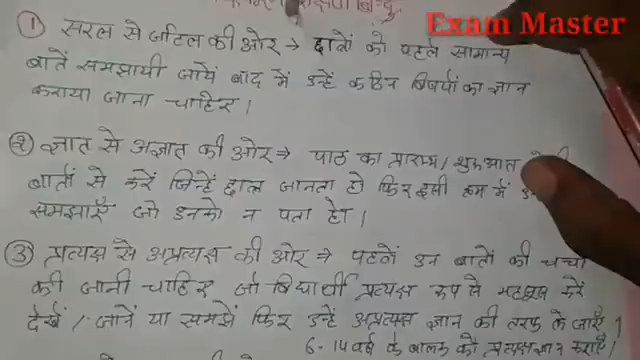 Exam Master
① सरल से जटिल की ओर → छात्रों को पहले सामान्य
बातें समझायी जायें बाद में उन्हें कठिन विषयों का ज्ञान
कराया जाना चाहिए।
② ज्ञात से अज्ञात की ओर → पाठ का प्रारम्भ / शुरुआत
बातों से करें जिन्हें छात्र जानता हो फिर इसी क्रम में
समझाएँ जो उनको न पता हो।
③ प्रत्यक्ष से अप्रत्यक्ष की ओर → पहले उन बातों की चर्चा
की जानी चाहिए जो विद्यार्थी प्रत्यक्ष रूप से महसूस करें
देखें / जानें या समझें फिर उन्हें अप्रत्यक्ष ज्ञान की तरफ ले जाएँ।
6-14 वर्ष के बालक को प्रत्यक्ष ज्ञान कराएँ।